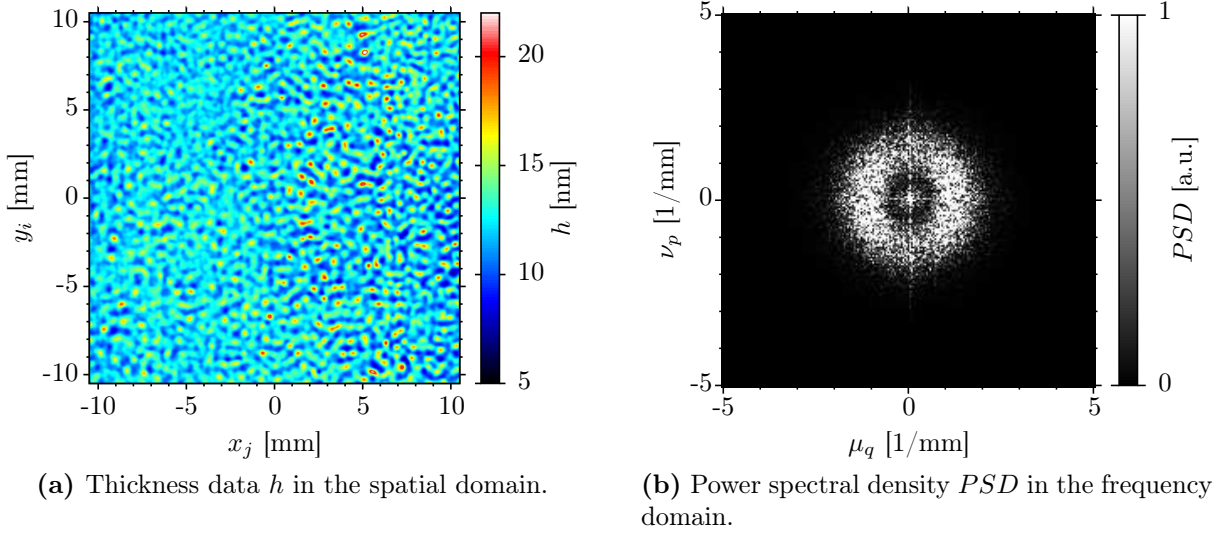 10
5
0
-5
-10
y_i [mm]
-10 -5 0 5 10
x_j [mm]
20
15
10
5
h [nm]
(a) Thickness data h in the spatial domain.
5
0
-5
ν_p [1/mm]
-5 0 5
μ_q [1/mm]
1
0
PSD [a.u.]
(b) Power spectral density PSD in the frequency
domain.